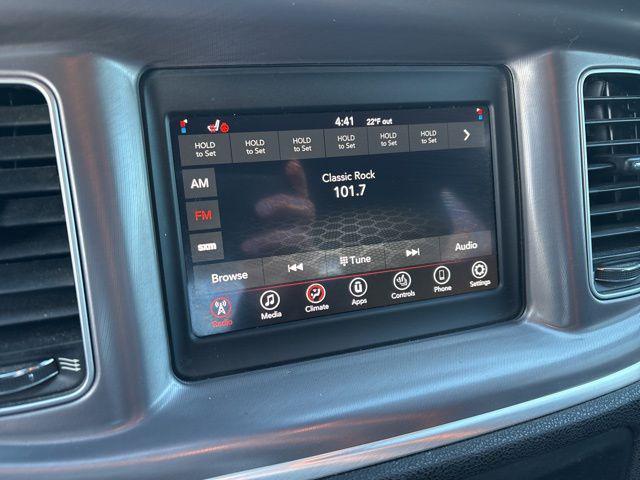 4:41 22°F out
HOLD to Set HOLD to Set HOLD to Set HOLD to Set HOLD to Set HOLD to Set
AM
Classic Rock
101.7
FM
sxm
Browse Tune Audio
Radio Media Climate Apps Controls Phone Settings